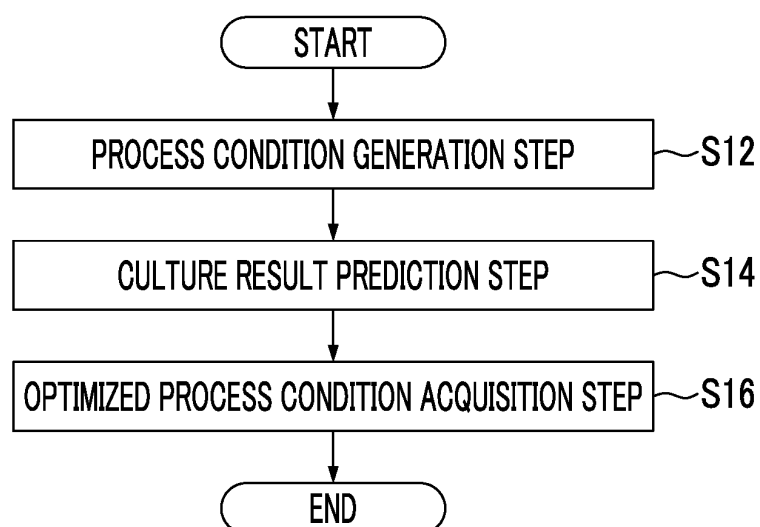 START
PROCESS CONDITION GENERATION STEP S12
CULTURE RESULT PREDICTION STEP S14
OPTIMIZED PROCESS CONDITION ACQUISITION STEP S16
END